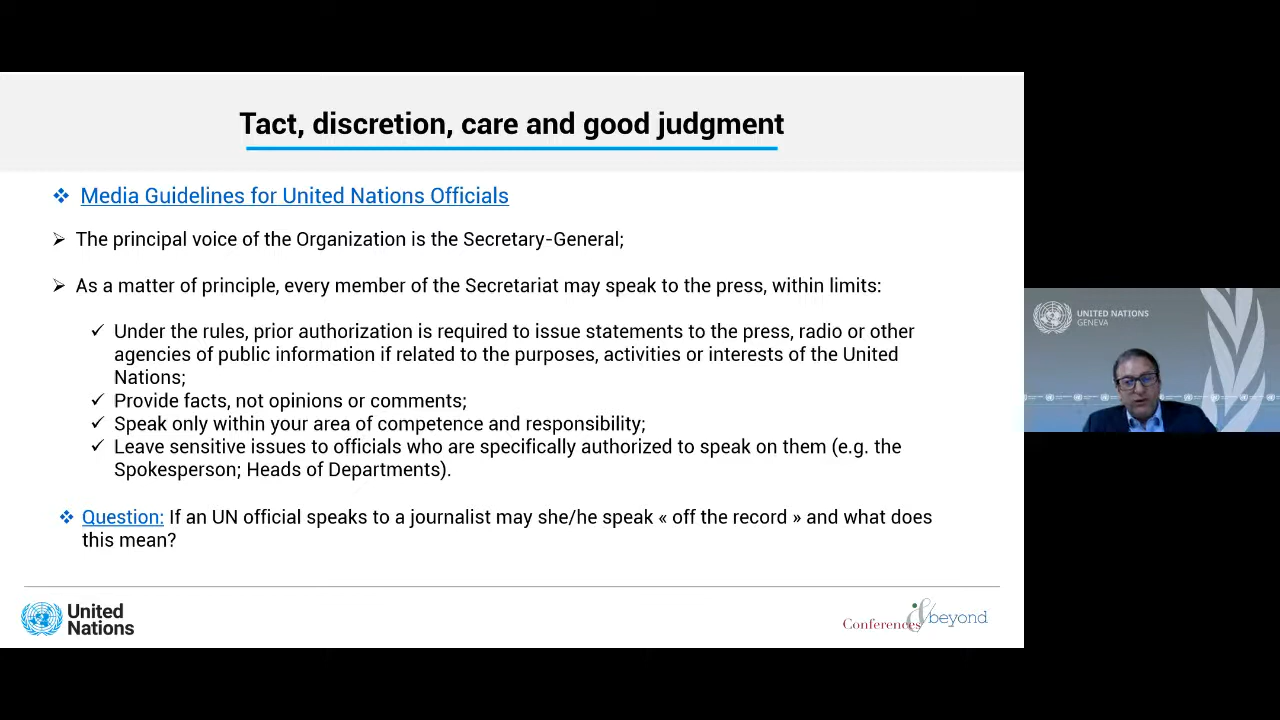 Tact, discretion, care and good judgment
❖ Media Guidelines for United Nations Officials
➢ The principal voice of the Organization is the Secretary-General;
➢ As a matter of principle, every member of the Secretariat may speak to the press, within limits:
✓ Under the rules, prior authorization is required to issue statements to the press, radio or other
agencies of public information if related to the purposes, activities or interests of the United
Nations;
✓ Provide facts, not opinions or comments;
✓ Speak only within your area of competence and responsibility;
✓ Leave sensitive issues to officials who are specifically authorized to speak on them (e.g. the
Spokesperson; Heads of Departments).
❖ Question: If an UN official speaks to a journalist may she/he speak « off the record » and what does
this mean?
United
Nations
Conferences & beyond
UNITED NATIONS
GENEVA